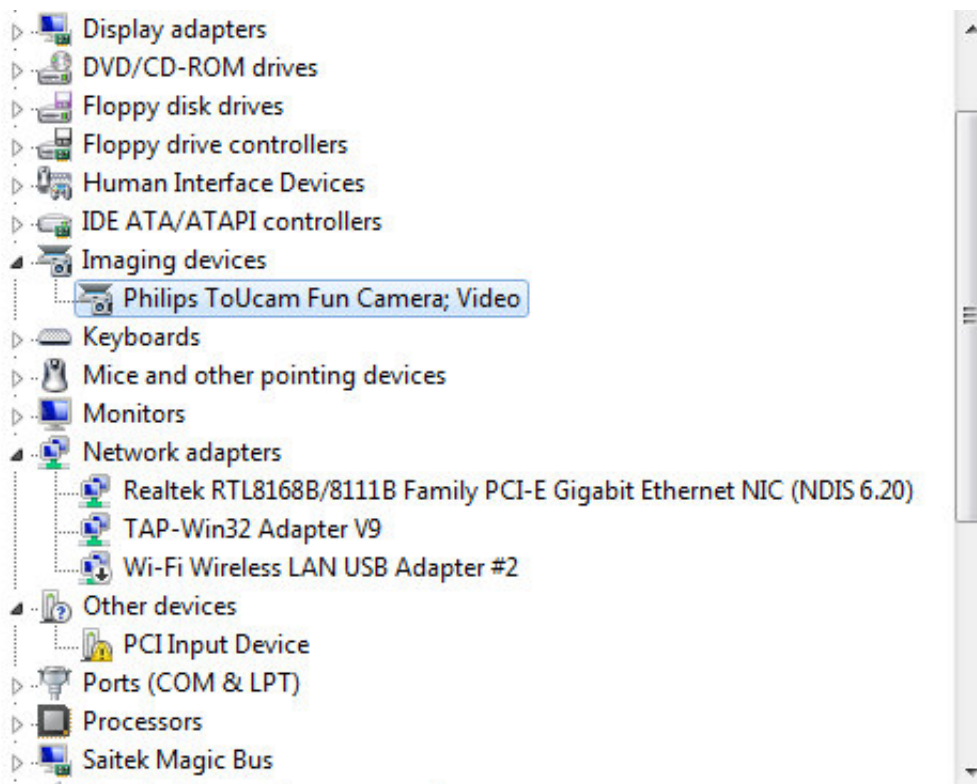 Display adapters
DVD/CD-ROM drives
Floppy disk drives
Floppy drive controllers
Human Interface Devices
IDE ATA/ATAPI controllers
Imaging devices
Philips ToUcam Fun Camera; Video
Keyboards
Mice and other pointing devices
Monitors
Network adapters
Realtek RTL8168B/8111B Family PCI-E Gigabit Ethernet NIC (NDIS 6.20)
TAP-Win32 Adapter V9
Wi-Fi Wireless LAN USB Adapter #2
Other devices
PCI Input Device
Ports (COM & LPT)
Processors
Saitek Magic Bus